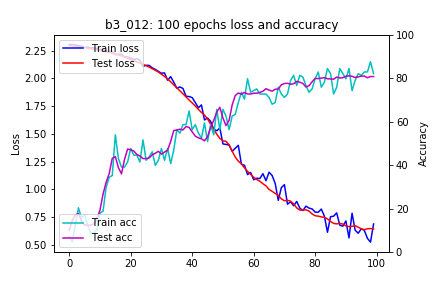 b3_012: 100 epochs loss and accuracy
Train loss
Test loss
Train acc
Test acc
Loss
Accuracy
2.25
2.00
1.75
1.50
1.25
1.00
0.75
0.50
100
80
60
40
20
0
0 20 40 60 80 100